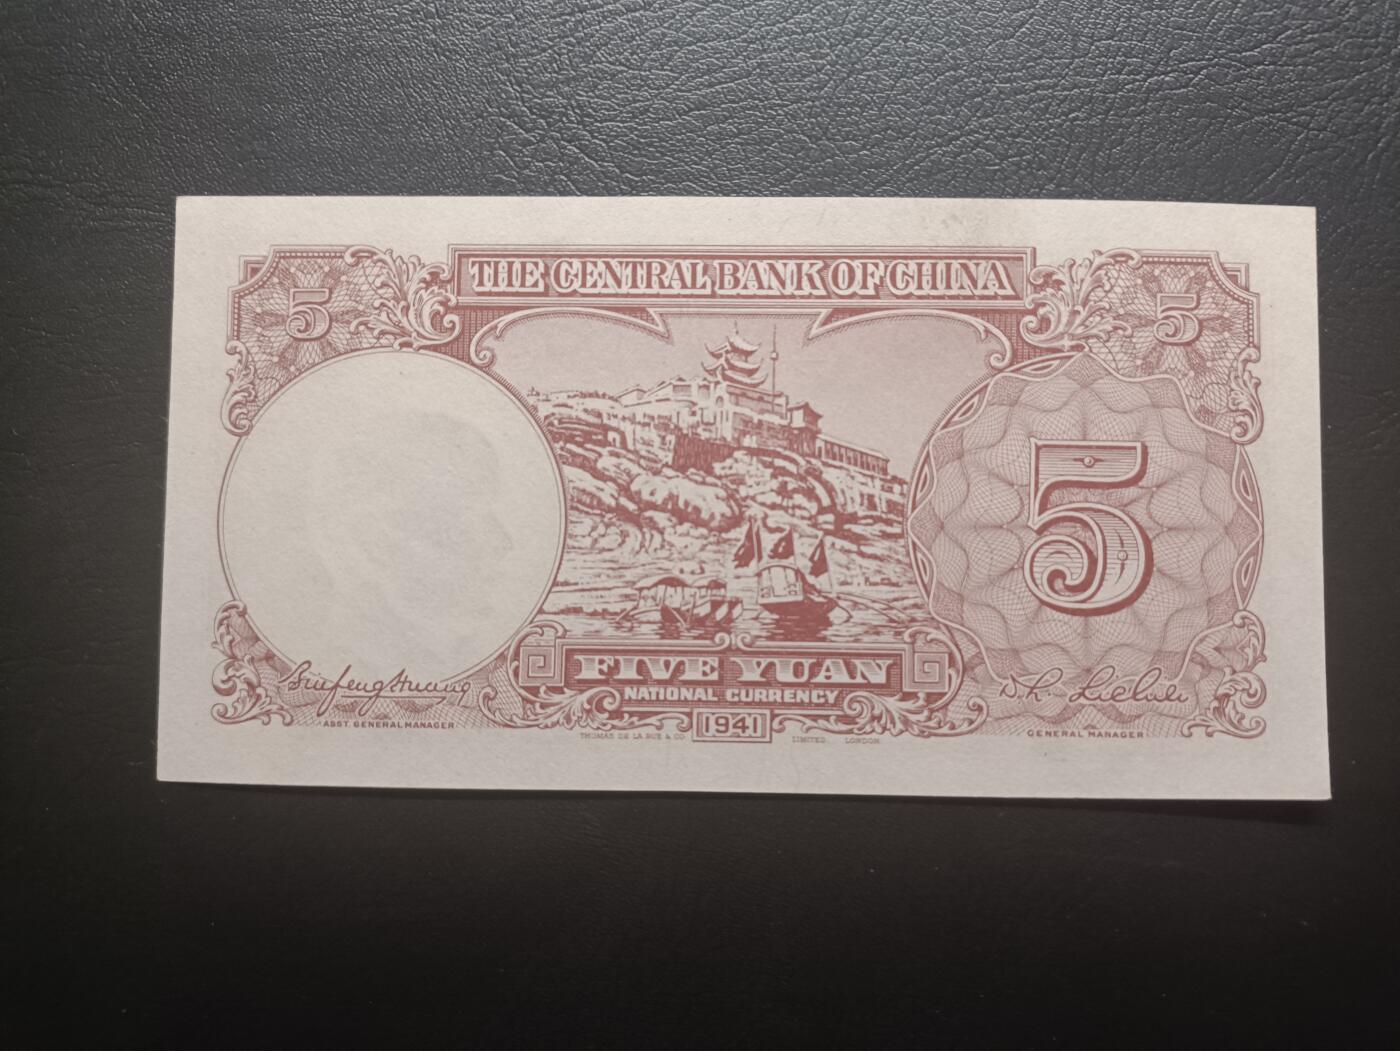 THE CENTRAL BANK OF CHINA
5
5
5
FIVE YUAN
NATIONAL CURRENCY
1941
ASST. GENERAL MANAGER
GENERAL MANAGER
THOMAS DE LA RUE & CO. LIMITED. LONDON.